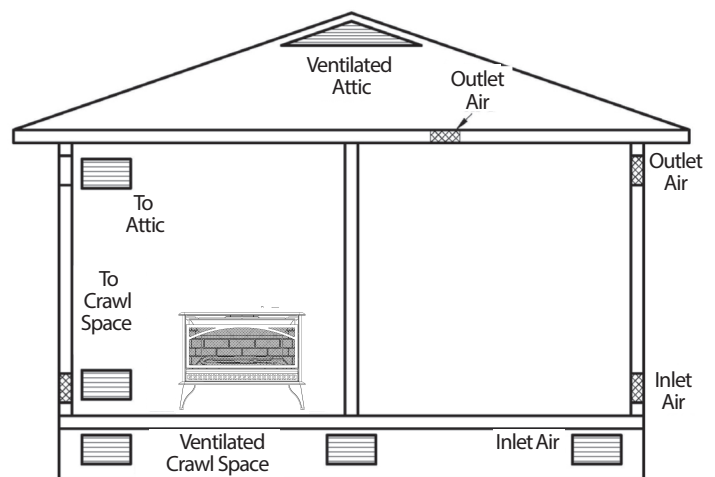 Ventilated
Attic
Outlet
Air
Outlet
Air
To
Attic
To
Crawl
Space
Inlet
Air
Ventilated
Crawl Space
Inlet Air